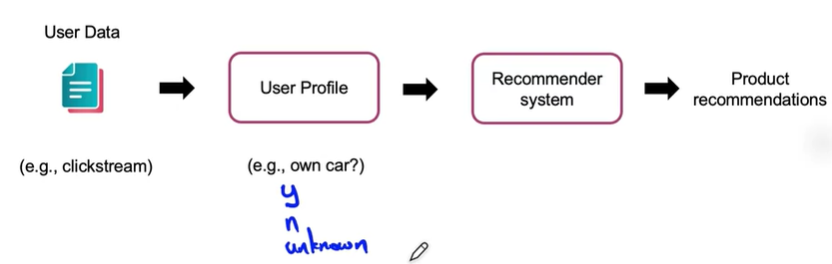 User Data
User Profile
Recommender
system
Product
recommendations
(e.g., clickstream)
(e.g., own car?)
y
n
unknown